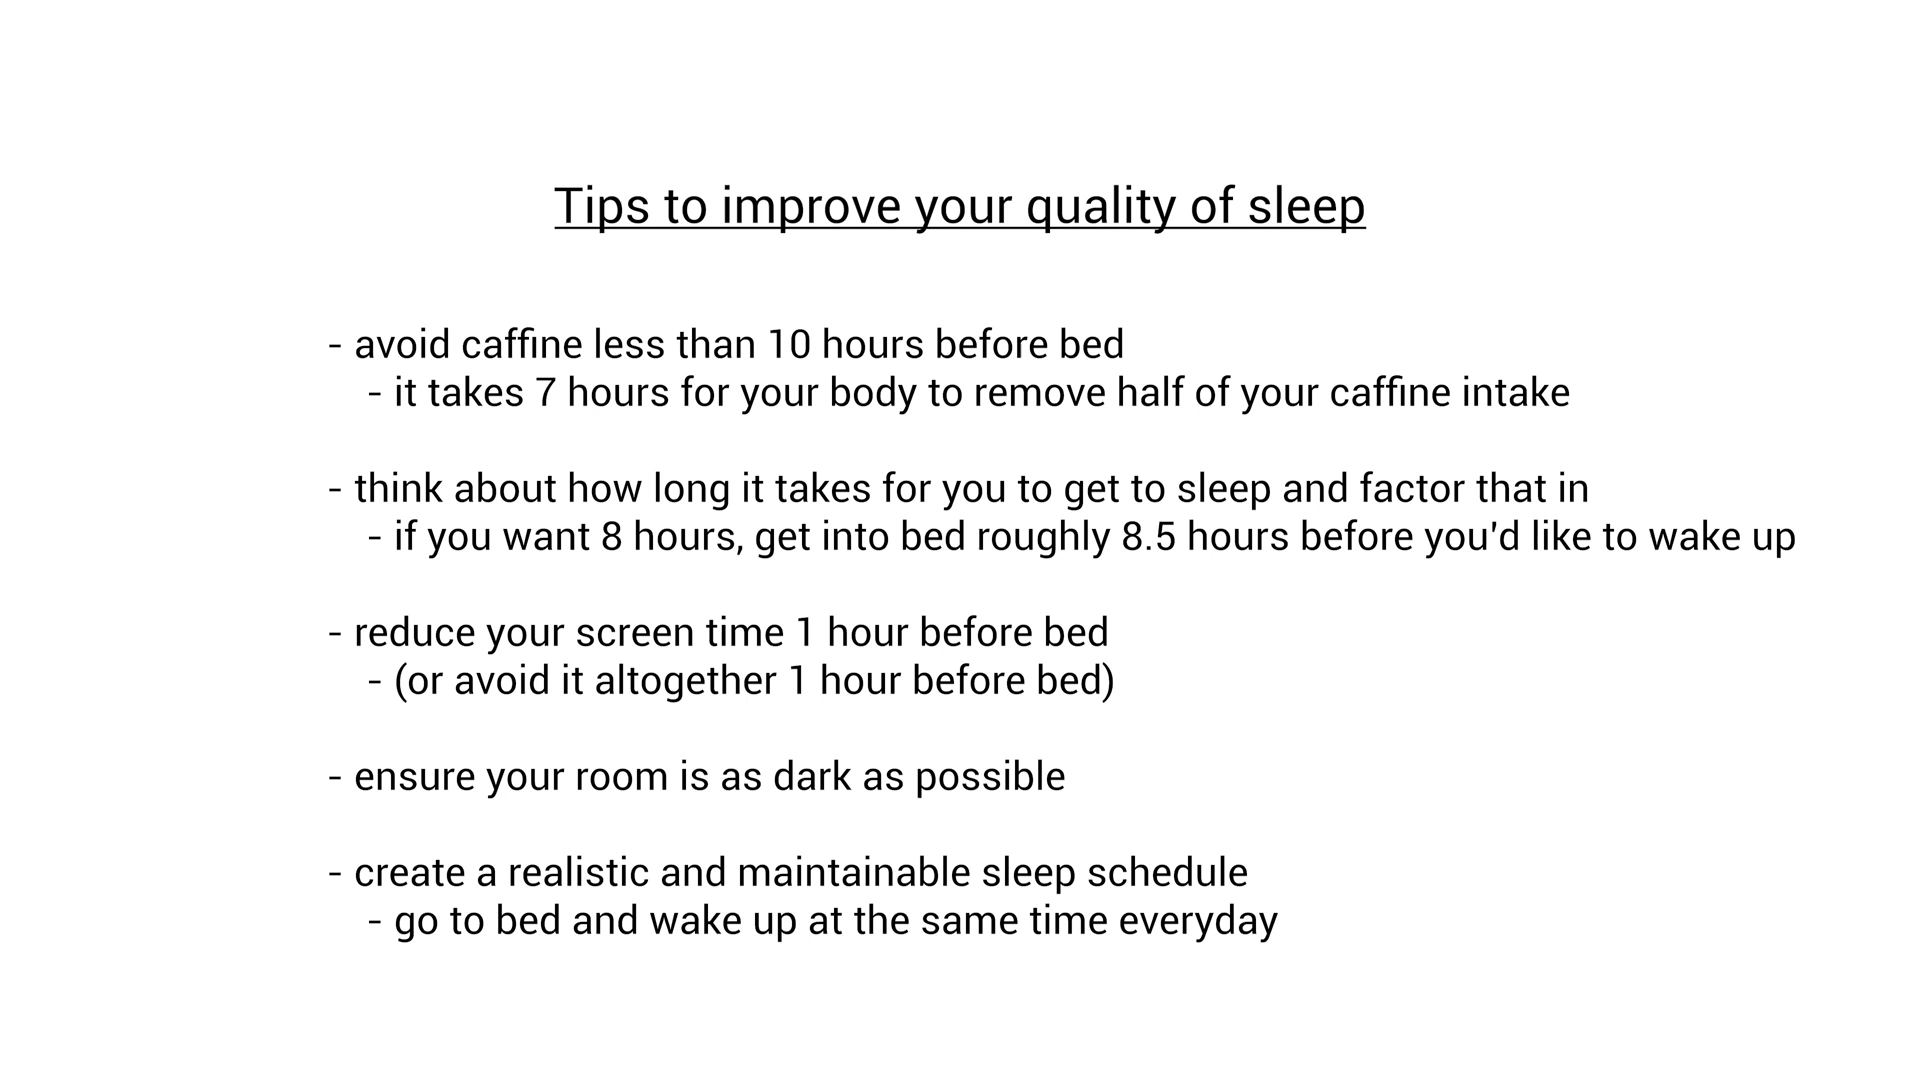 Tips to improve your quality of sleep
- avoid caffine less than 10 hours before bed
- it takes 7 hours for your body to remove half of your caffine intake
- think about how long it takes for you to get to sleep and factor that in
- if you want 8 hours, get into bed roughly 8.5 hours before you'd like to wake up
- reduce your screen time 1 hour before bed
- (or avoid it altogether 1 hour before bed)
- ensure your room is as dark as possible
- create a realistic and maintainable sleep schedule
- go to bed and wake up at the same time everyday